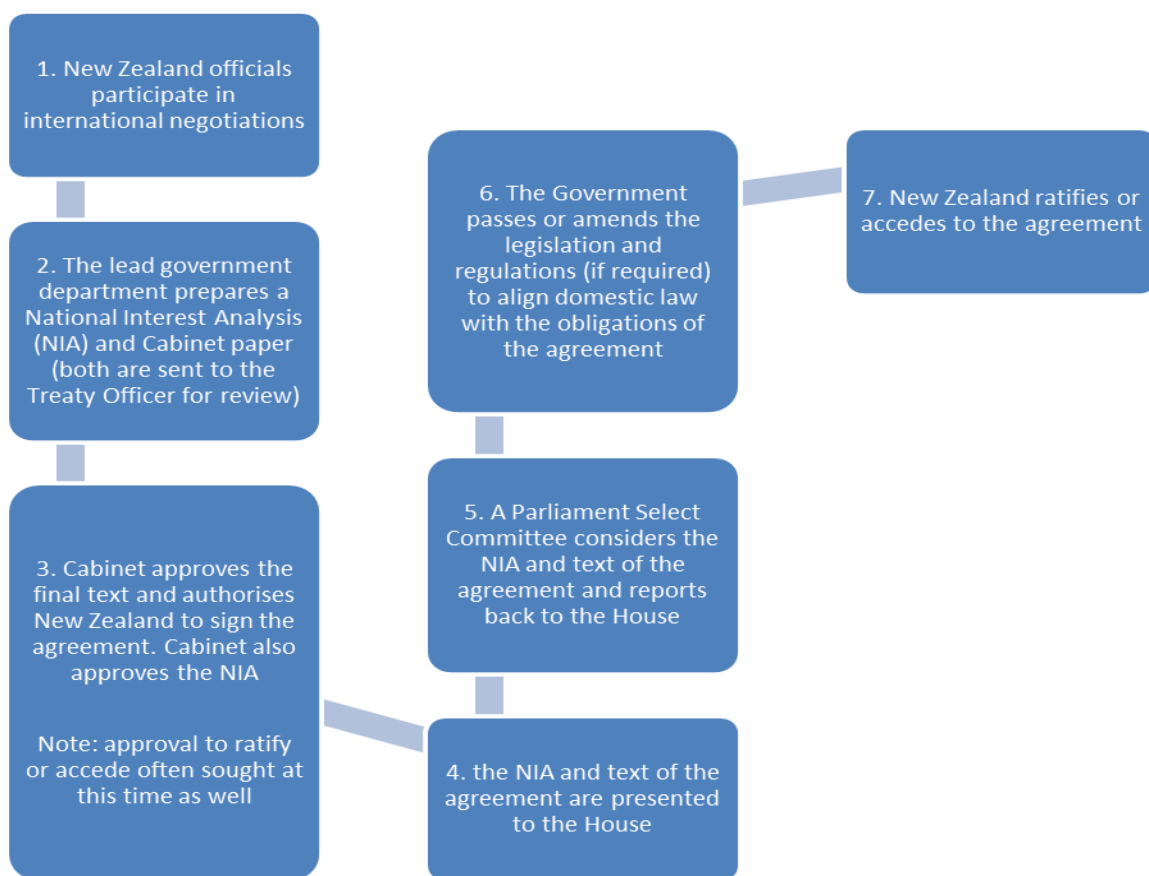 1. New Zealand officials
participate in
international negotiations
2. The lead government
department prepares a
National Interest Analysis
(NIA) and Cabinet paper
(both are sent to the
Treaty Officer for review)
3. Cabinet approves the
final text and authorises
New Zealand to sign the
agreement. Cabinet also
approves the NIA
Note: approval to ratify
or accede often sought at
this time as well
4. the NIA and text of the
agreement are presented
to the House
5. A Parliament Select
Committee considers the
NIA and text of the
agreement and reports
back to the House
6. The Government
passes or amends the
legislation and
regulations (if required)
to align domestic law
with the obligations of
the agreement
7. New Zealand ratifies or
accedes to the agreement